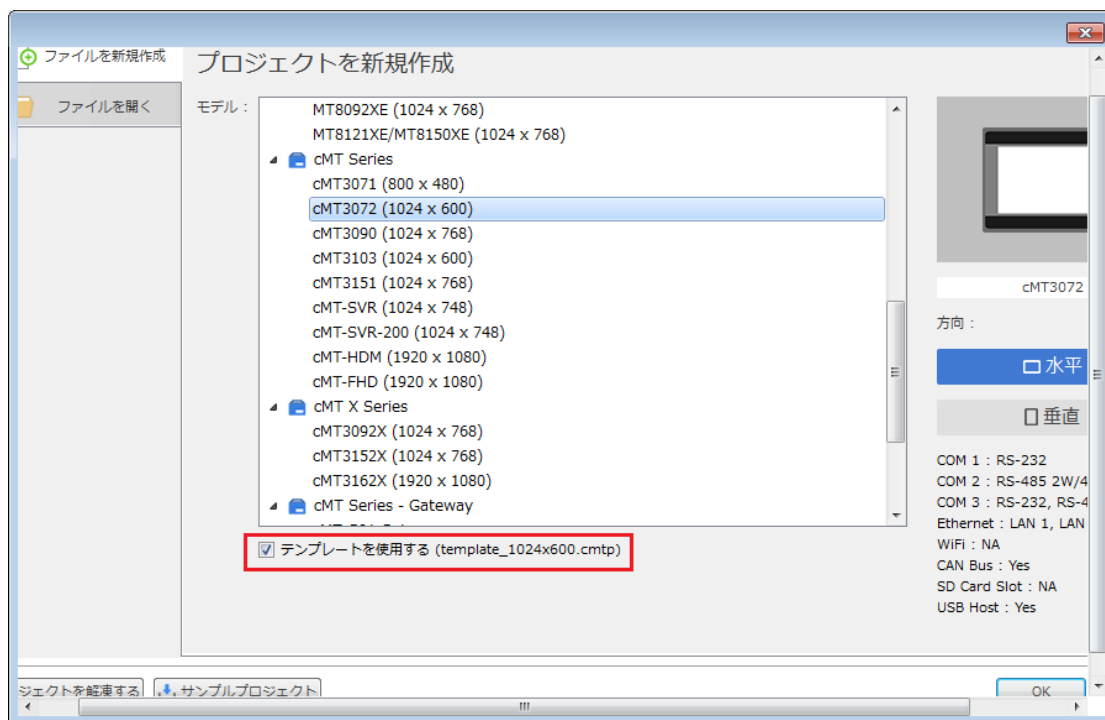 ファイルを新規作成
ファイルを開く
プロジェクトを新規作成
モデル :
MT8092XE (1024 x 768)
MT8121XE/MT8150XE (1024 x 768)
cMT Series
cMT3071 (800 x 480)
cMT3072 (1024 x 600)
cMT3090 (1024 x 768)
cMT3103 (1024 x 600)
cMT3151 (1024 x 768)
cMT-SVR (1024 x 748)
cMT-SVR-200 (1024 x 748)
cMT-HDM (1920 x 1080)
cMT-FHD (1920 x 1080)
cMT X Series
cMT3092X (1024 x 768)
cMT3152X (1024 x 768)
cMT3162X (1920 x 1080)
cMT Series - Gateway
テンプレートを使用する (template_1024x600.cmtp)
cMT3072
方向 :
水平
垂直
COM 1 : RS-232
COM 2 : RS-485 2W/4
COM 3 : RS-232, RS-4
Ethernet : LAN 1, LAN
WiFi : NA
CAN Bus : Yes
SD Card Slot : NA
USB Host : Yes
ジェクトを解凍する
サンプルプロジェクト
OK